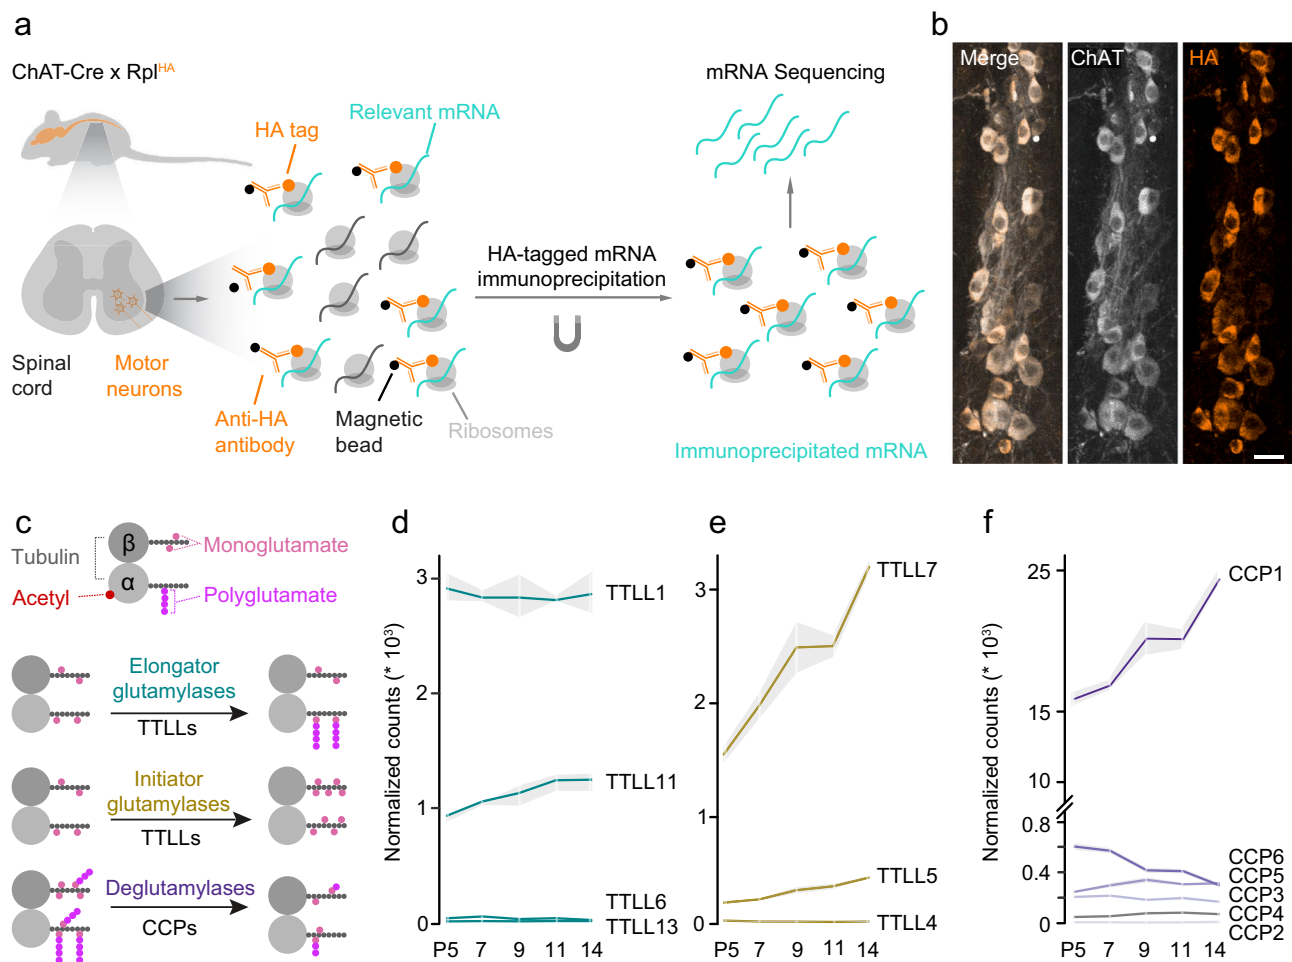 a
ChAT-Cre x Rpl^HA
HA tag
Relevant mRNA
mRNA Sequencing
HA-tagged mRNA
immunoprecipitation
Spinal
cord
Motor
neurons
Anti-HA
antibody
Magnetic
bead
Ribosomes
Immunoprecipitated mRNA
b
Merge
ChAT
HA
c
Tubulin
β
α
Monoglutamate
Acetyl
Polyglutamate
Elongator
glutamylases
TTLLs
Initiator
glutamylases
TTLLs
Deglutamylases
CCPs
d
Normalized counts (* 10³)
3
2
1
0
P5 7 9 11 14
TTLL1
TTLL11
TTLL6
TTLL13
e
3
2
1
0
P5 7 9 11 14
TTLL7
TTLL5
TTLL4
f
Normalized counts (* 10³)
25
15
10
0.8
0.4
0
P5 7 9 11 14
CCP1
CCP6
CCP5
CCP3
CCP4
CCP2